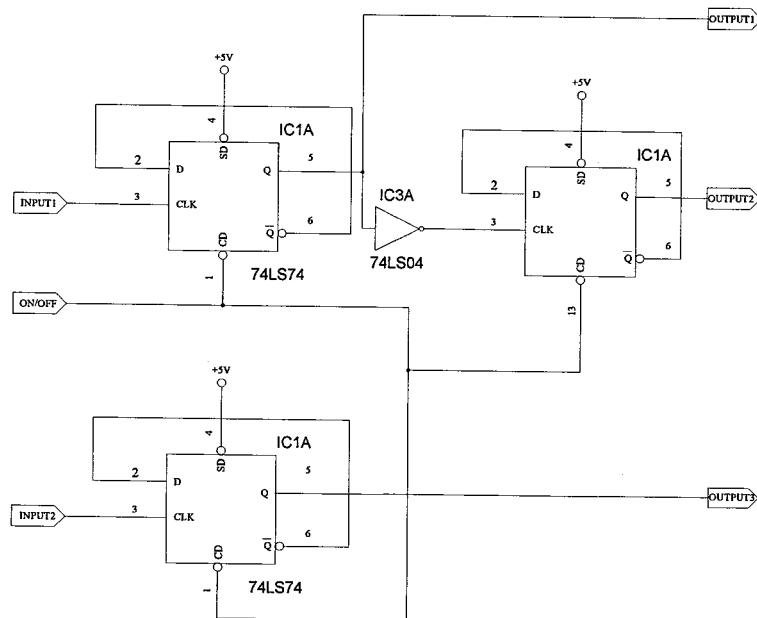 OUTPUT1
+5V
+5V
4
IC1A
SD
2
D
Q
5
4
IC1A
SD
IC3A
INPUT1
3
CLK
6
Q
CD
2
D
Q
5
OUTPUT2
3
CLK
6
Q
CD
74LS74
74LS04
1
ON/OFF
13
+5V
4
IC1A
SD
2
D
5
Q
OUTPUT3
INPUT2
3
CLK
6
Q
CD
74LS74
1